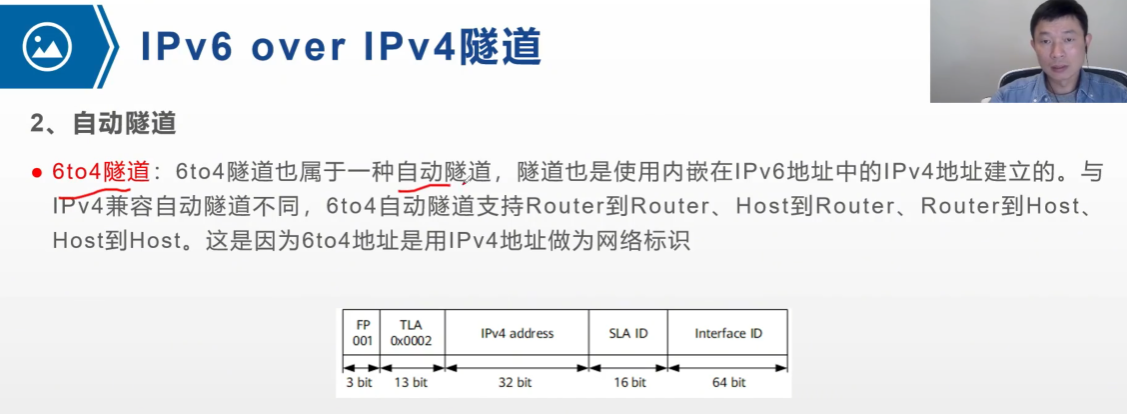 IPv6 over IPv4隧道
2、自动隧道
● 6to4隧道：6to4隧道也属于一种自动隧道，隧道也是使用内嵌在IPv6地址中的IPv4地址建立的。与
IPv4兼容自动隧道不同，6to4自动隧道支持Router到Router、Host到Router、Router到Host、
Host到Host。这是因为6to4地址是用IPv4地址做为网络标识
FP TLA
001 0x0002 IPv4 address SLA ID Interface ID
3 bit 13 bit 32 bit 16 bit 64 bit